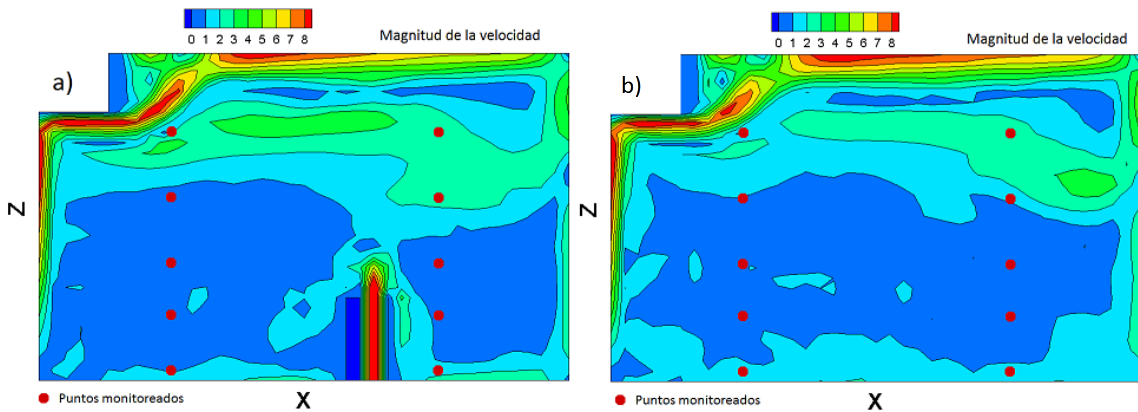 0 1 2 3 4 5 6 7 8
Magnitud de la velocidad
a)
Z
X
Puntos monitoreados
0 1 2 3 4 5 6 7 8
Magnitud de la velocidad
b)
Z
X
Puntos monitoreados